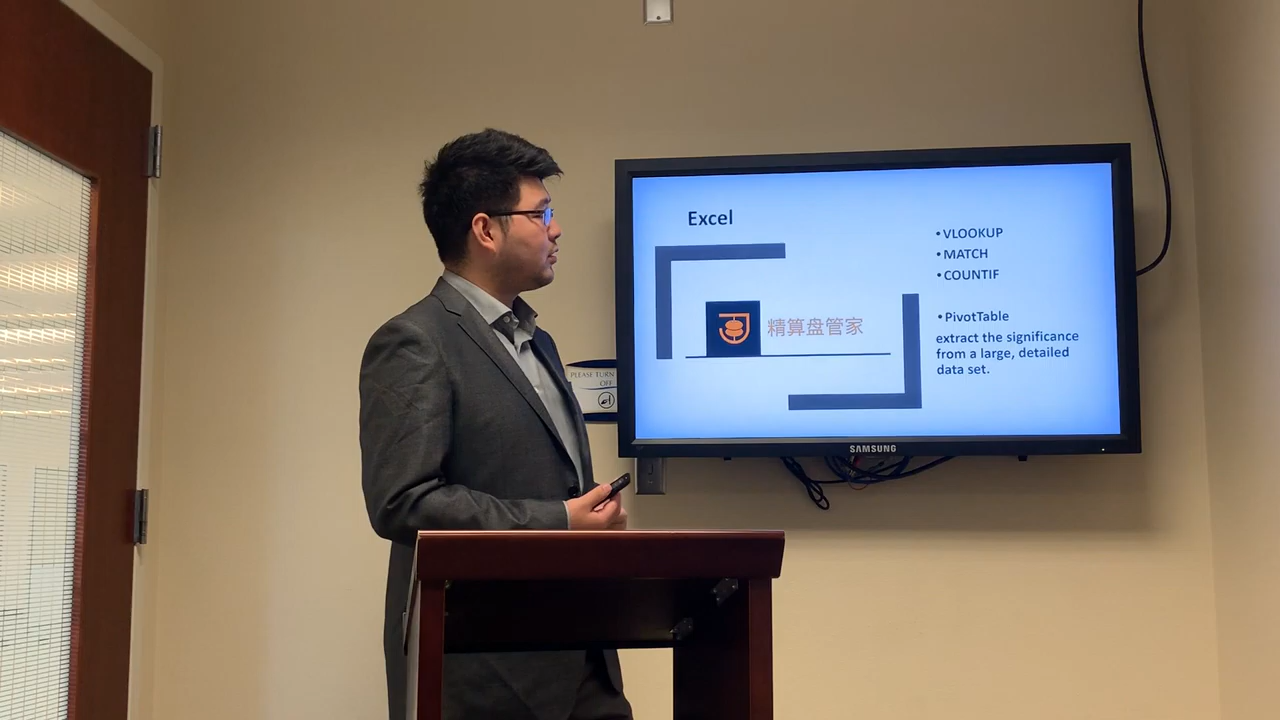 Excel
精算盘管家
•VLOOKUP
•MATCH
•COUNTIF
•PivotTable
extract the significance
from a large, detailed
data set.
PLEASE TURN
OFF
SAMSUNG